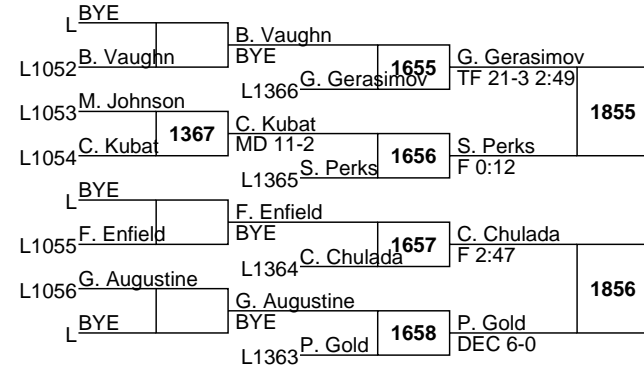 L BYE
B. Vaughn
L1052 B. Vaughn
BYE
1655
G. Gerasimov
TF 21-3 2:49
L1366 G. Gerasimov
L1053 M. Johnson
1855
1367
C. Kubat
MD 11-2
L1054 C. Kubat
1656
S. Perks
F 0:12
L1365 S. Perks
L BYE
F. Enfield
BYE
L1055 F. Enfield
1657
C. Chulada
F 2:47
L1364 C. Chulada
L1056 G. Augustine
1856
G. Augustine
BYE
L BYE
1658
P. Gold
DEC 6-0
L1363 P. Gold